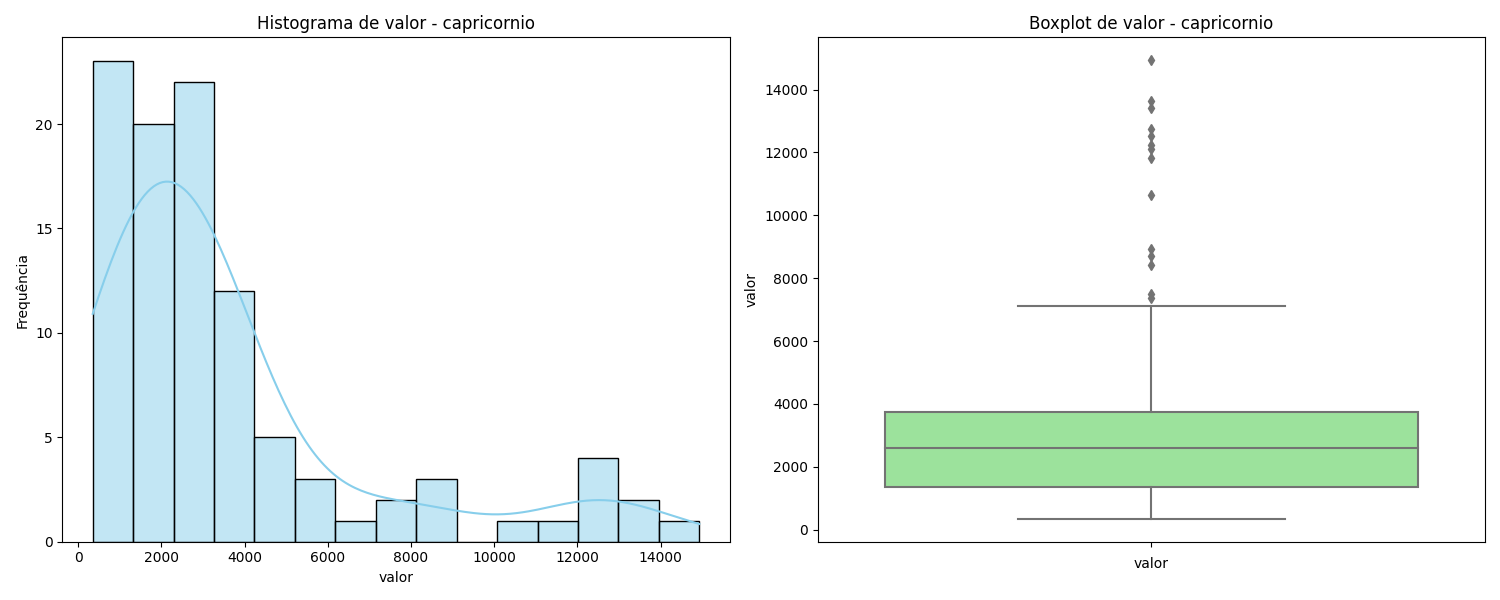 Histograma de valor - capricornio
Frequência
20
15
10
5
0
0 2000 4000 6000 8000 10000 12000 14000
valor
Boxplot de valor - capricornio
valor
14000
12000
10000
8000
6000
4000
2000
0
valor